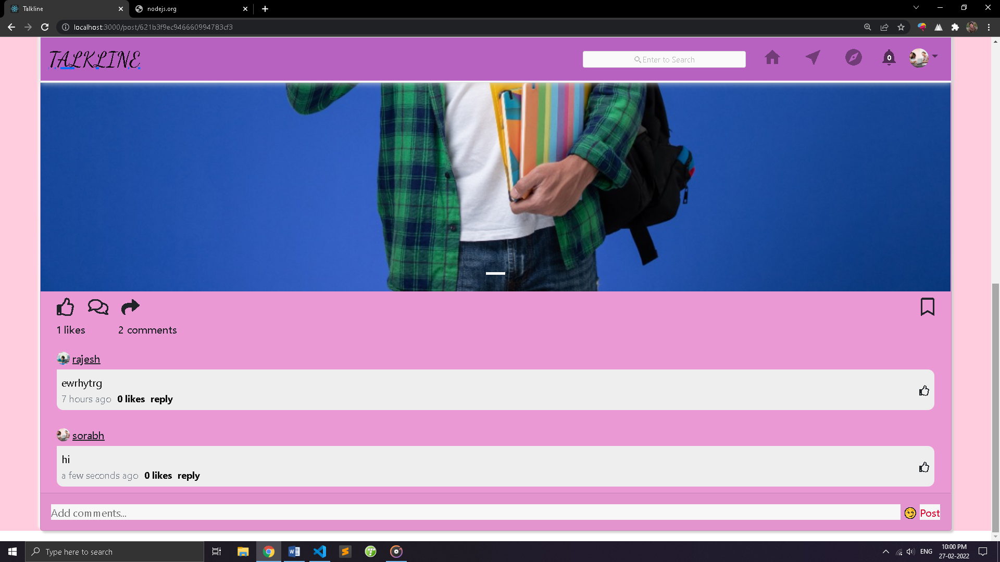 Talkline
nodejs.org
localhost:3000/post/621b3f9ec946660994783cf3
TALKLINE
Enter to Search
0
1 likes
2 comments
rajesh
ewrhytrg
7 hours ago 0 likes reply
sorabh
hi
a few seconds ago 0 likes reply
Add comments...
Post
Type here to search
ENG
10:00 PM
27-02-2022